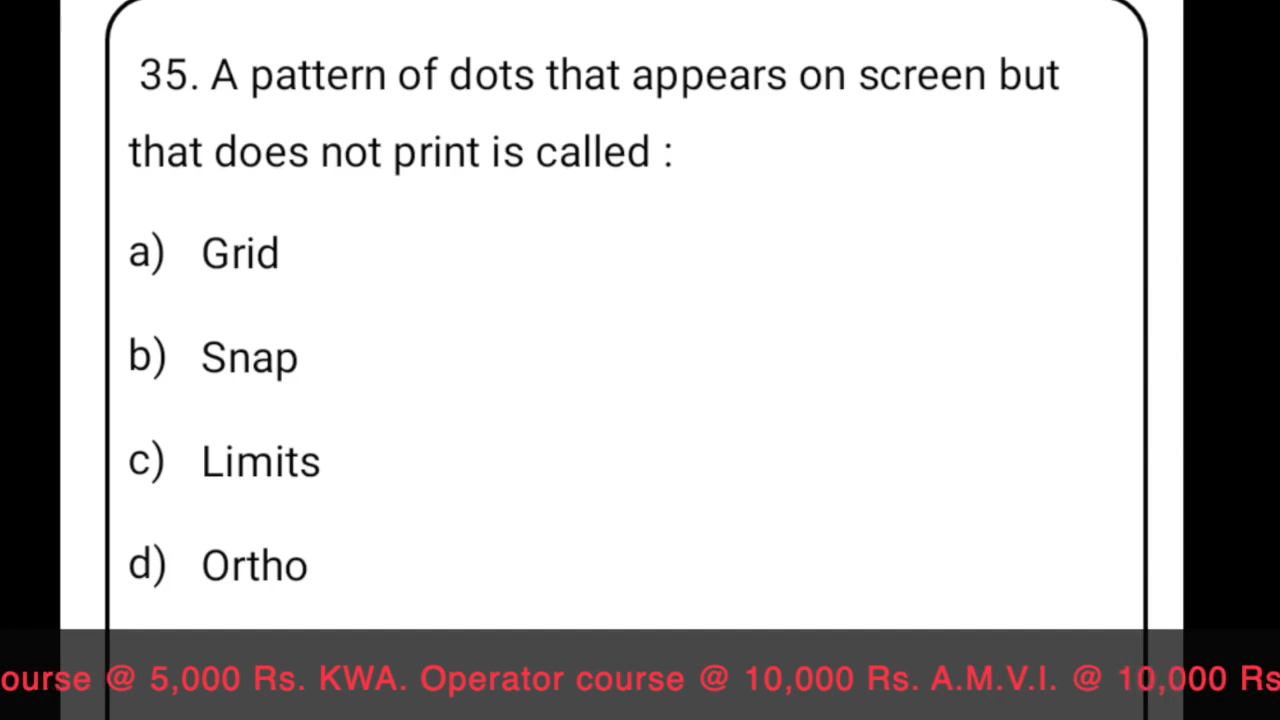 35. A pattern of dots that appears on screen but
that does not print is called :
a) Grid
b) Snap
c) Limits
d) Ortho
ourse @ 5,000 Rs. KWA. Operator course @ 10,000 Rs. A.M.V.I. @ 10,000 Rs